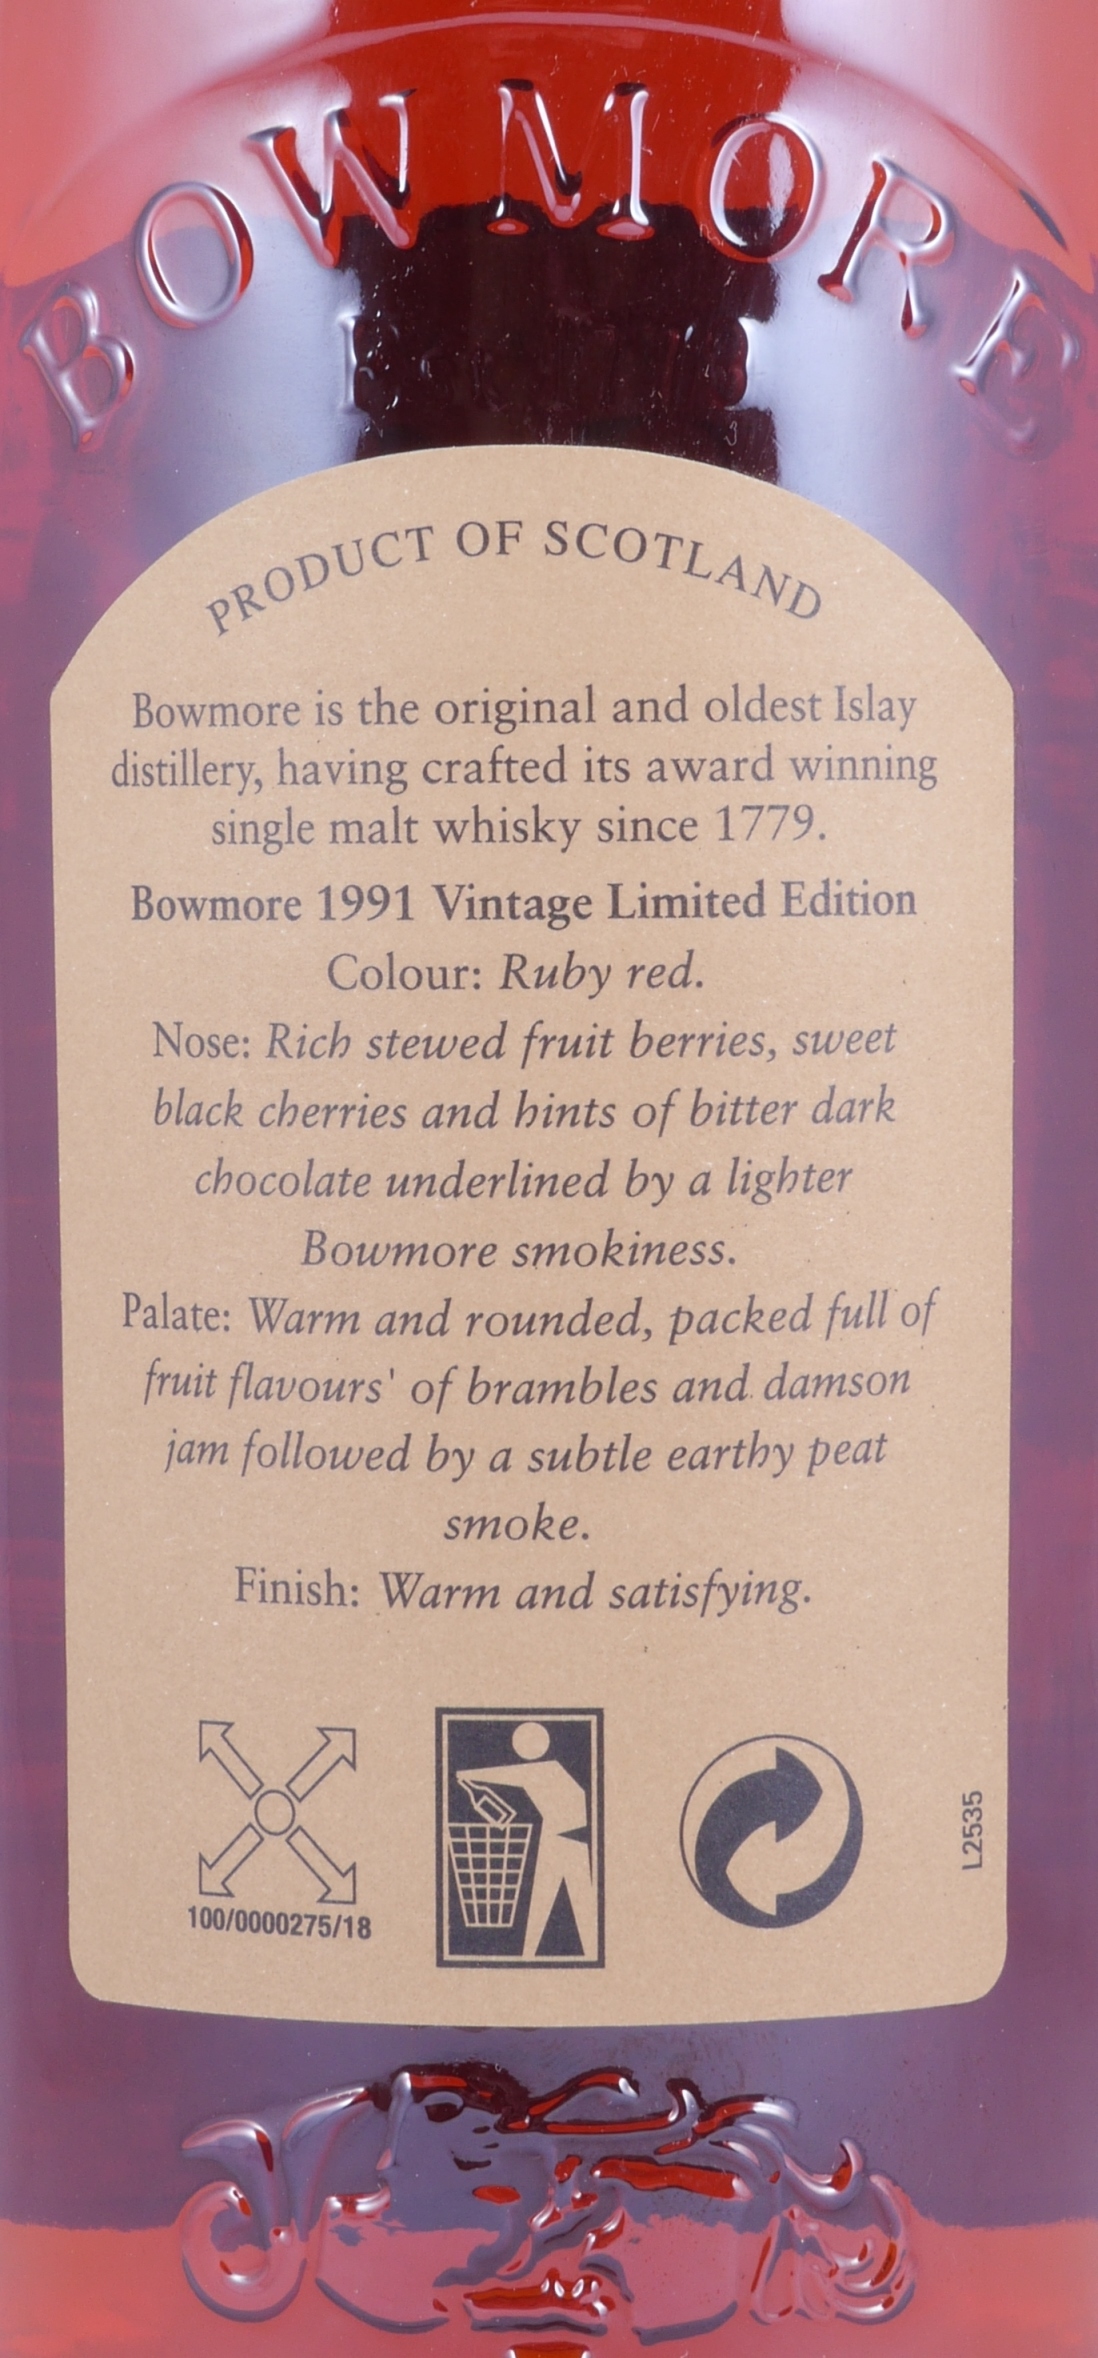 BOWMORE
PRODUCT OF SCOTLAND
Bowmore is the original and oldest Islay
distillery, having crafted its award winning
single malt whisky since 1779.
Bowmore 1991 Vintage Limited Edition
Colour: Ruby red.
Nose: Rich stewed fruit berries, sweet
black cherries and hints of bitter dark
chocolate underlined by a lighter
Bowmore smokiness.
Palate: Warm and rounded, packed full of
fruit flavours' of brambles and damson
jam followed by a subtle earthy peat
smoke.
Finish: Warm and satisfying.
100/0000275/18
L2535